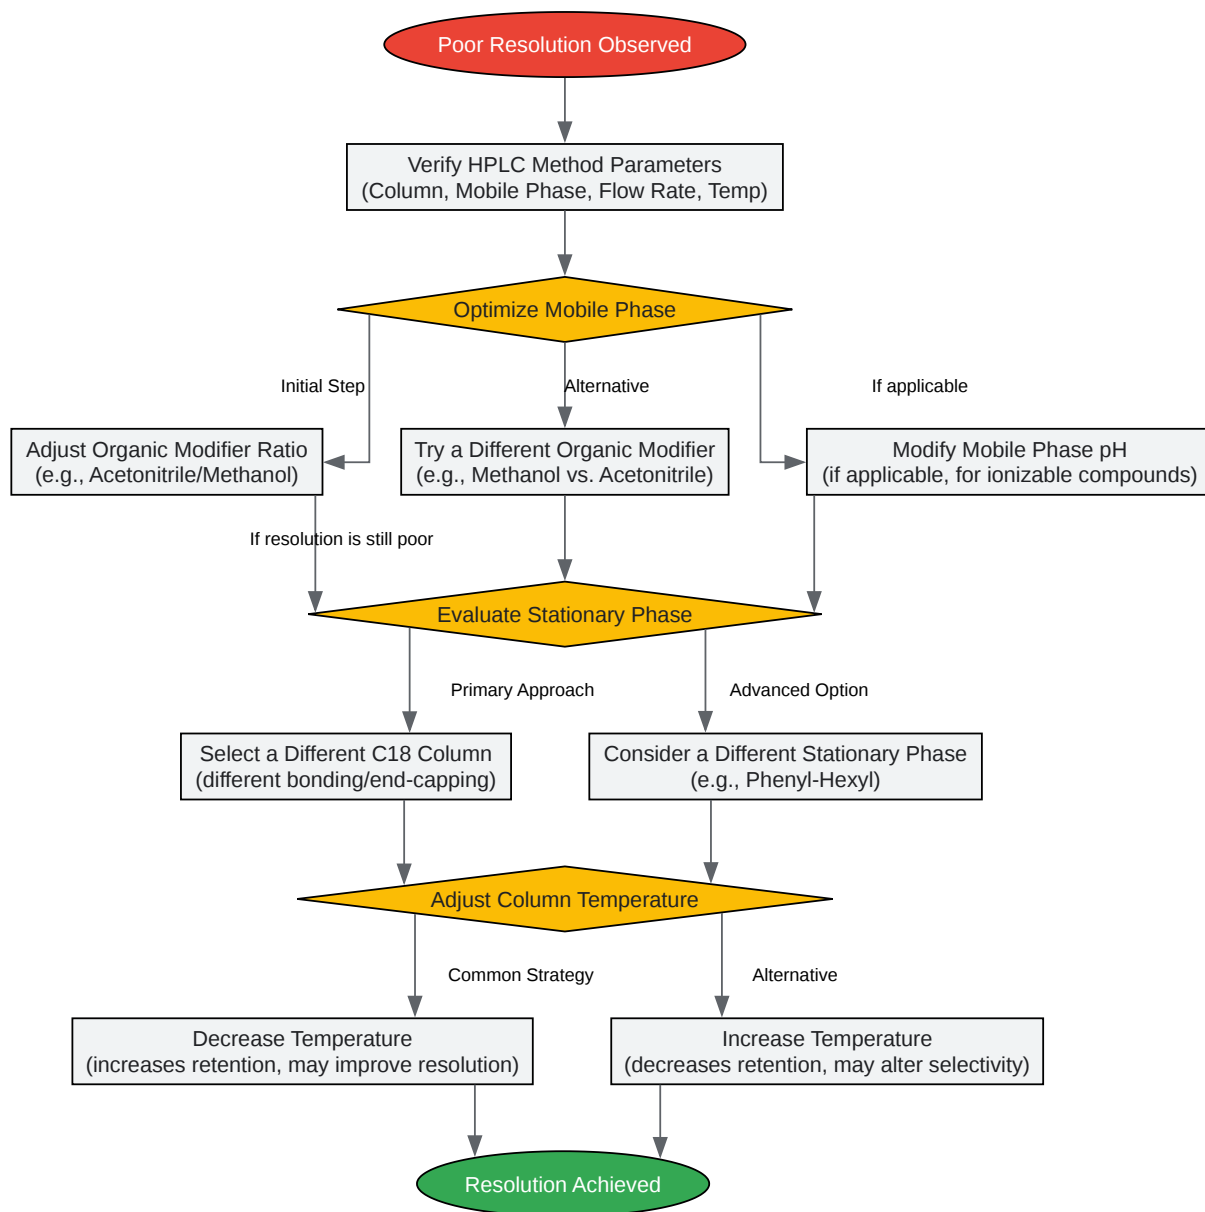 Poor Resolution Observed
Verify HPLC Method Parameters
(Column, Mobile Phase, Flow Rate, Temp)
Optimize Mobile Phase
Initial Step
Alternative
If applicable
Adjust Organic Modifier Ratio
(e.g., Acetonitrile/Methanol)
Try a Different Organic Modifier
(e.g., Methanol vs. Acetonitrile)
Modify Mobile Phase pH
(if applicable, for ionizable compounds)
If resolution is still poor
Evaluate Stationary Phase
Primary Approach
Advanced Option
Select a Different C18 Column
(different bonding/end-capping)
Consider a Different Stationary Phase
(e.g., Phenyl-Hexyl)
Adjust Column Temperature
Common Strategy
Alternative
Decrease Temperature
(increases retention, may improve resolution)
Increase Temperature
(decreases retention, may alter selectivity)
Resolution Achieved